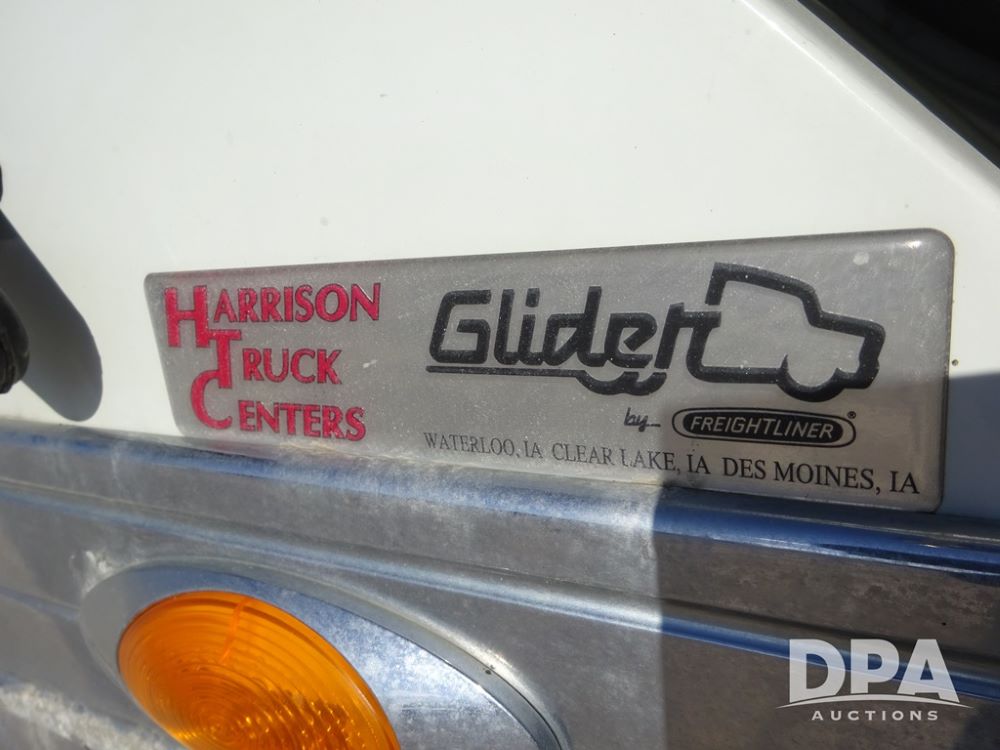 HARRISON
TRUCK
CENTERS
Glider
by...
FREIGHTLINER®
WATERLOO, IA CLEAR LAKE, IA DES MOINES, IA
DPA
AUCTIONS